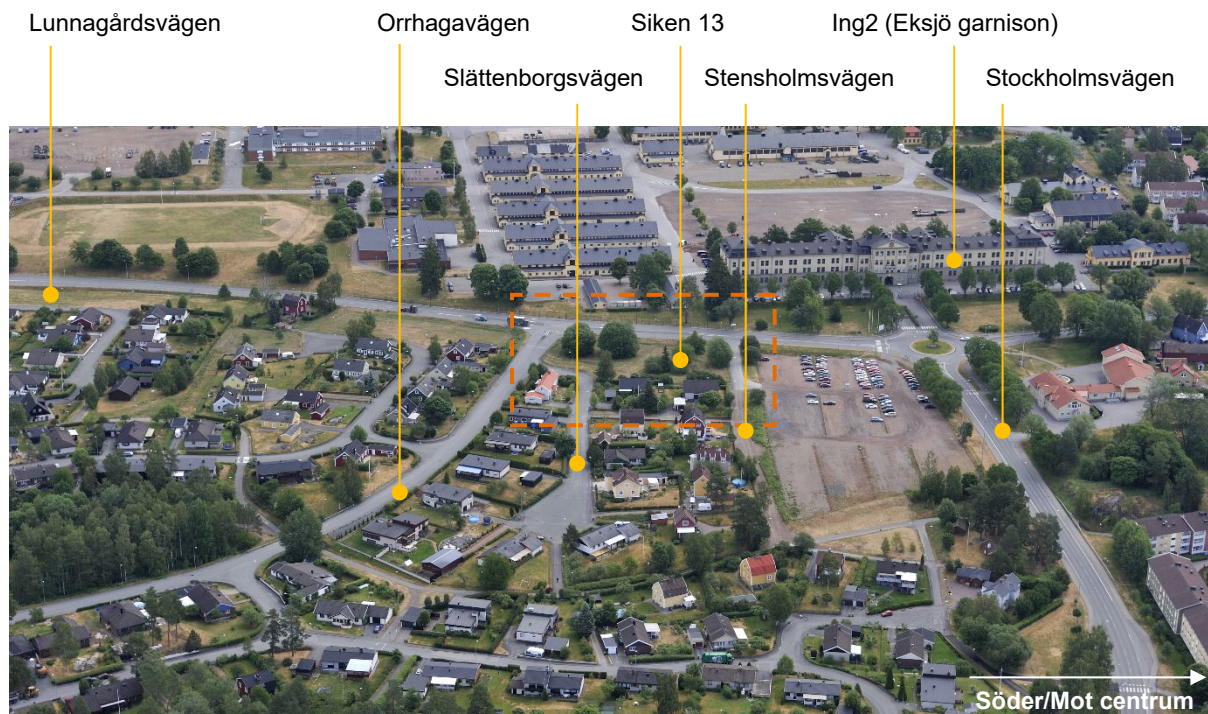 Lunnagårdsvägen
Orrhagavägen
Siken 13
Ing2 (Eksjö garnison)
Slättenborgsvägen
Stensholmsvägen
Stockholmsvägen
Söder/Mot centrum